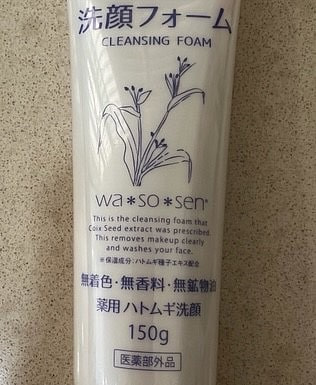 洗顔フォーム
CLEANSING FOAM
wa*so*sen®
This is the cleansing foam that
Coix Seed extract was prescribed.
This removes makeup clearly
and washes your face.
※保湿成分:ハトムギ種子エキス配合
無着色・無香料・無鉱物油
薬用ハトムギ洗顔
150g
医薬部外品